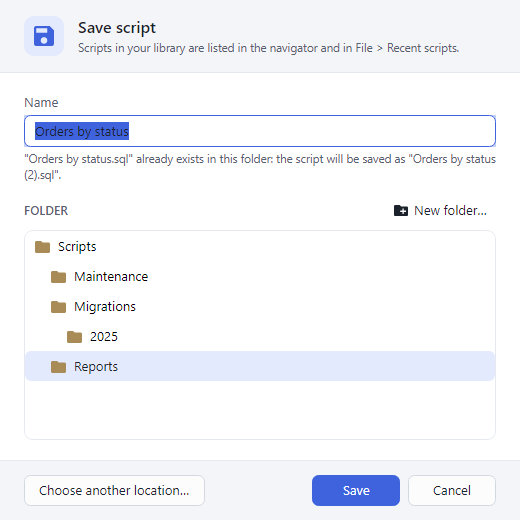 Save script
Scripts in your library are listed in the navigator and in File > Recent scripts.
Name
Orders by status
"Orders by status.sql" already exists in this folder: the script will be saved as "Orders by status
(2).sql".
FOLDER
New folder...
Scripts
Maintenance
Migrations
2025
Reports
Choose another location...
Save
Cancel